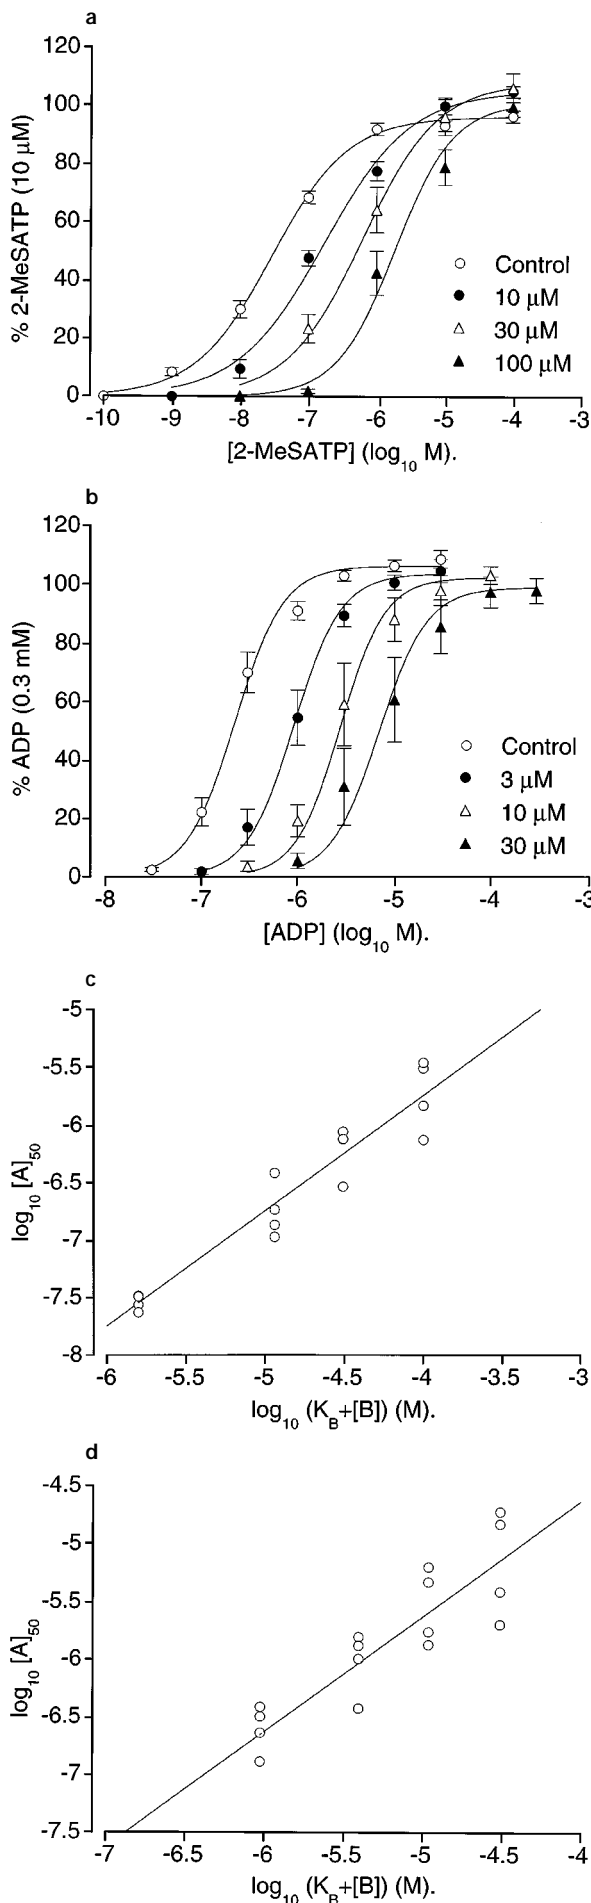 a
% 2-MeSATP (10 μM)
120
100
80
60
40
20
0
Control
10 μM
30 μM
100 μM
-10 -9 -8 -7 -6 -5 -4 -3
[2-MeSATP] (log10 M).
b
% ADP (0.3 mM)
120
100
80
60
40
20
0
Control
3 μM
10 μM
30 μM
-8 -7 -6 -5 -4 -3
[ADP] (log10 M).
c
log10 [A]50
-5
-5.5
-6
-6.5
-7
-7.5
-8
-6 -5.5 -5 -4.5 -4 -3.5 -3
log10 (KB+[B]) (M).
d
log10 [A]50
-4.5
-5
-5.5
-6
-6.5
-7
-7.5
-7 -6.5 -6 -5.5 -5 -4.5 -4
log10 (KB+[B]) (M).